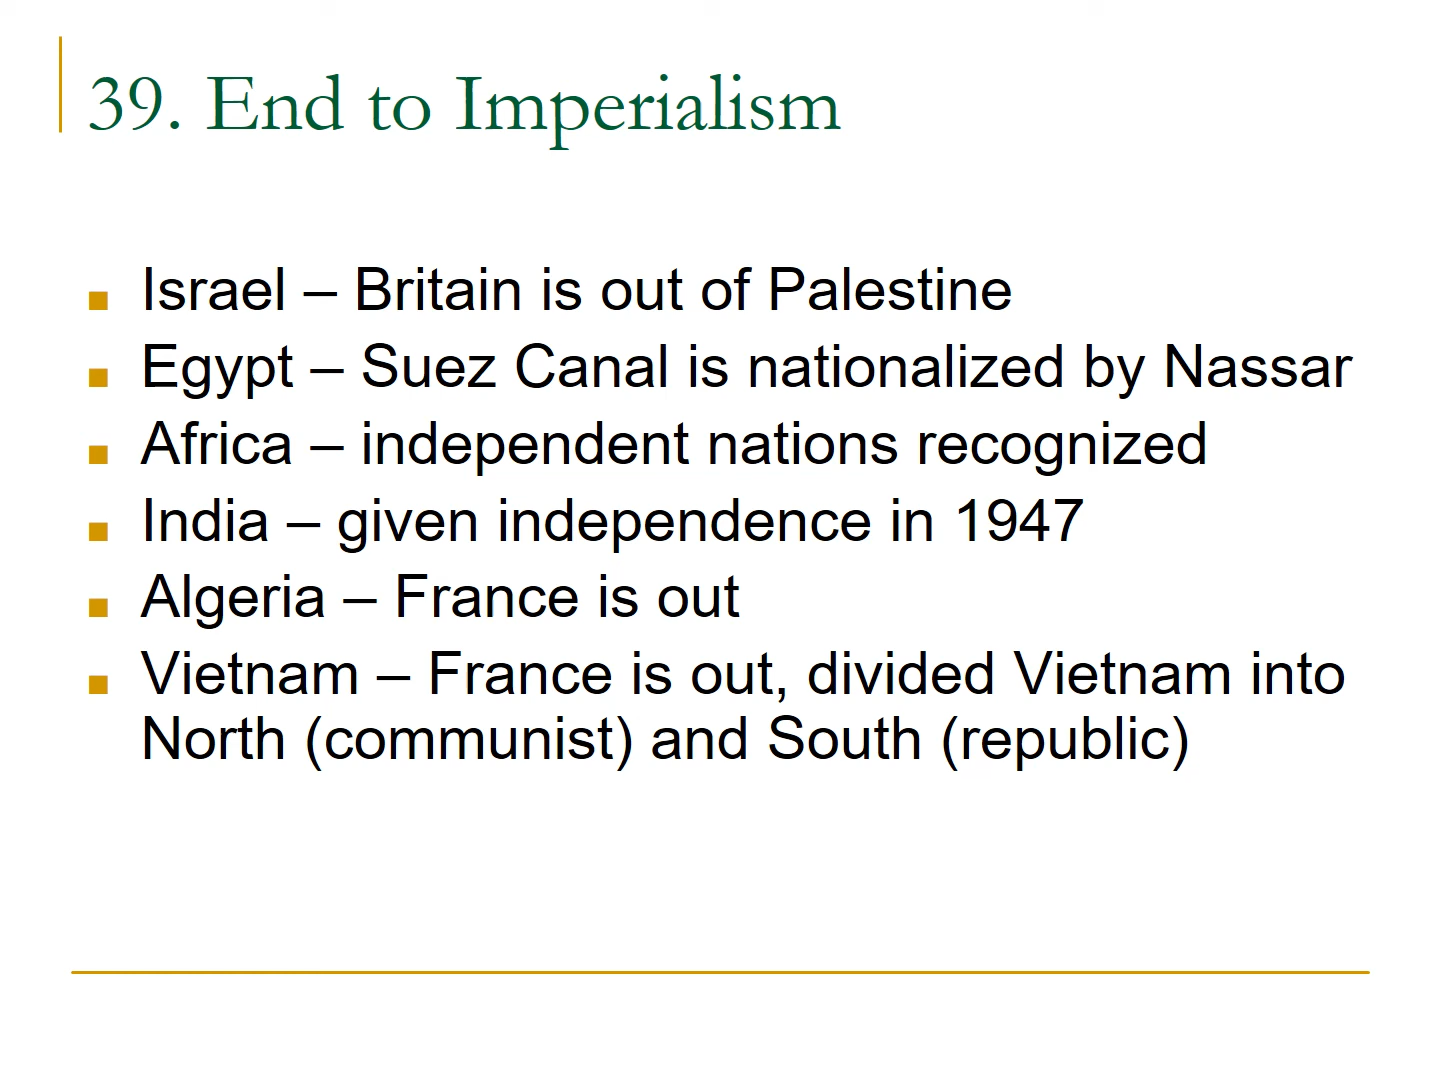 39. End to Imperialism
■ Israel – Britain is out of Palestine
■ Egypt – Suez Canal is nationalized by Nassar
■ Africa – independent nations recognized
■ India – given independence in 1947
■ Algeria – France is out
■ Vietnam – France is out, divided Vietnam into
North (communist) and South (republic)